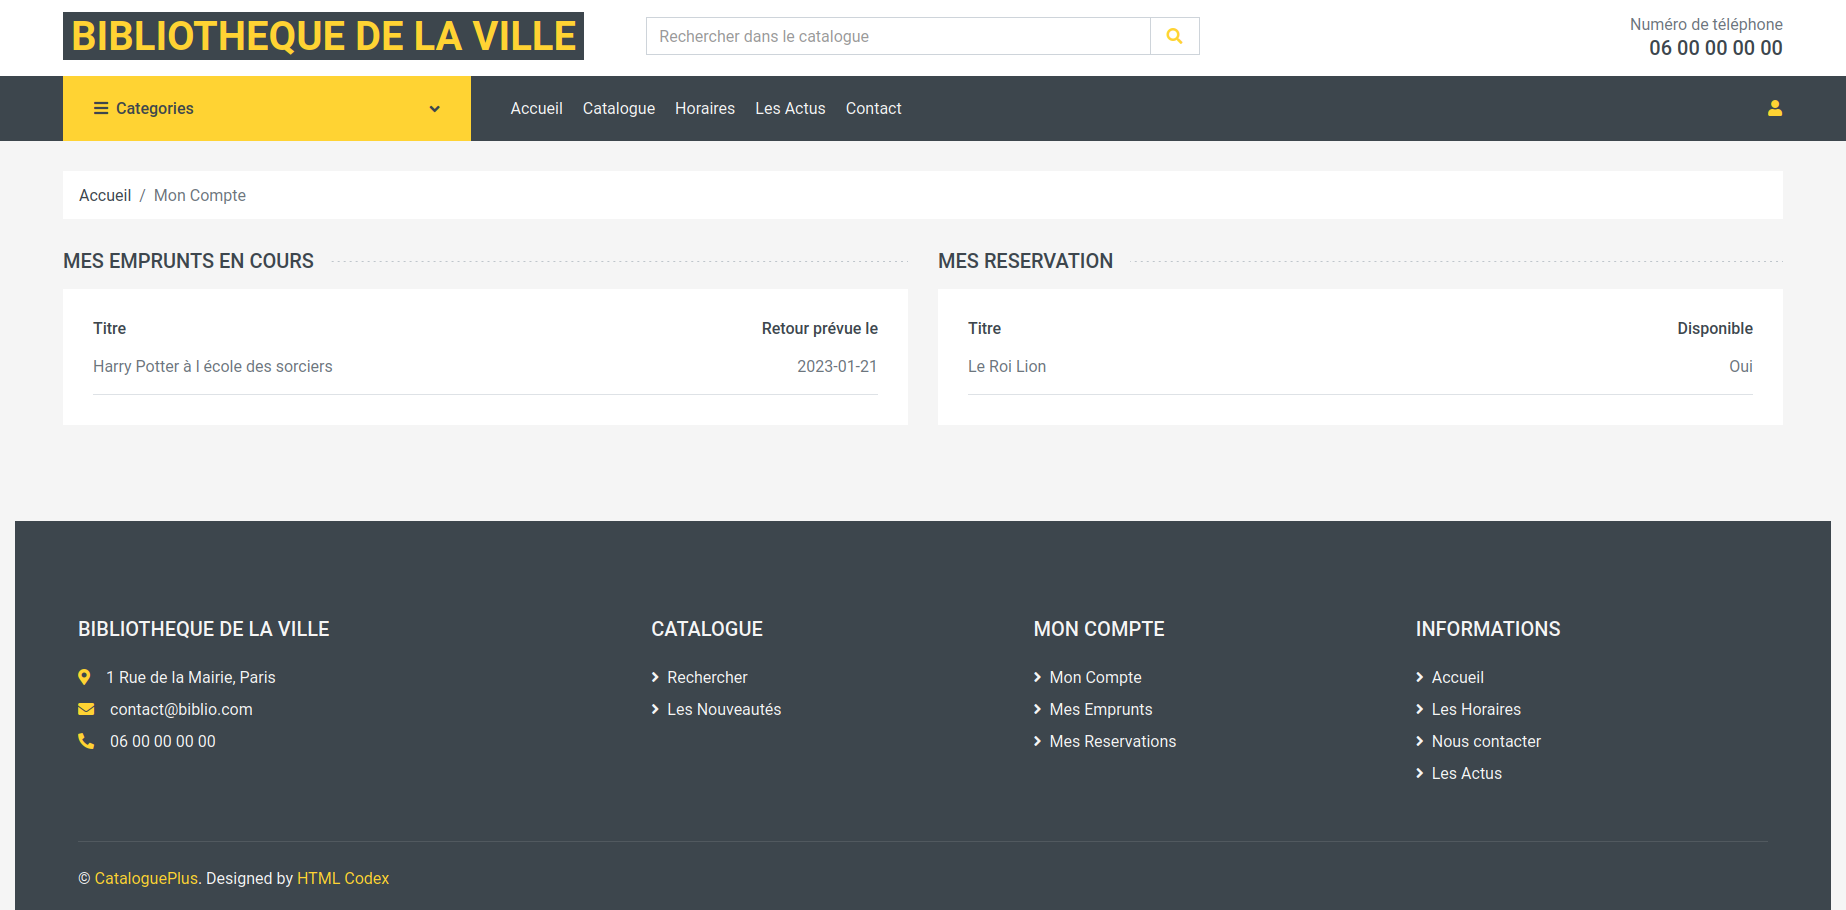 BIBLIOTHEQUE DE LA VILLE
Rechercher dans le catalogue
Numéro de téléphone
06 00 00 00 00
Categories
Accueil Catalogue Horaires Les Actus Contact
Accueil / Mon Compte
MES EMPRUNTS EN COURS
Titre Retour prévue le
Harry Potter à l école des sorciers 2023-01-21
MES RESERVATION
Titre Disponible
Le Roi Lion Oui
BIBLIOTHEQUE DE LA VILLE
1 Rue de la Mairie, Paris
contact@biblio.com
06 00 00 00 00
CATALOGUE
Rechercher
Les Nouveautés
MON COMPTE
Mon Compte
Mes Emprunts
Mes Reservations
INFORMATIONS
Accueil
Les Horaires
Nous contacter
Les Actus
© CataloguePlus. Designed by HTML Codex